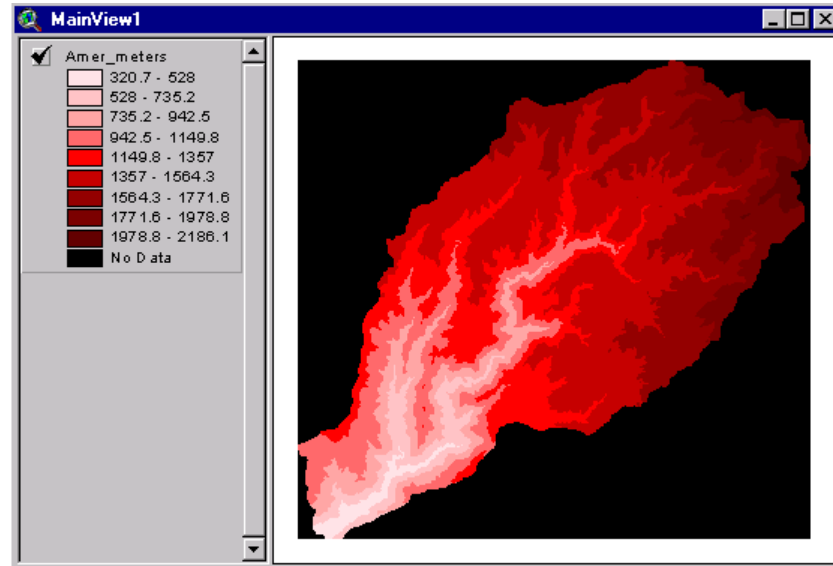 MainView1
Amer_meters
320.7 - 528
528 - 735.2
735.2 - 942.5
942.5 - 1149.8
1149.8 - 1357
1357 - 1564.3
1564.3 - 1771.6
1771.6 - 1978.8
1978.8 - 2186.1
No Data